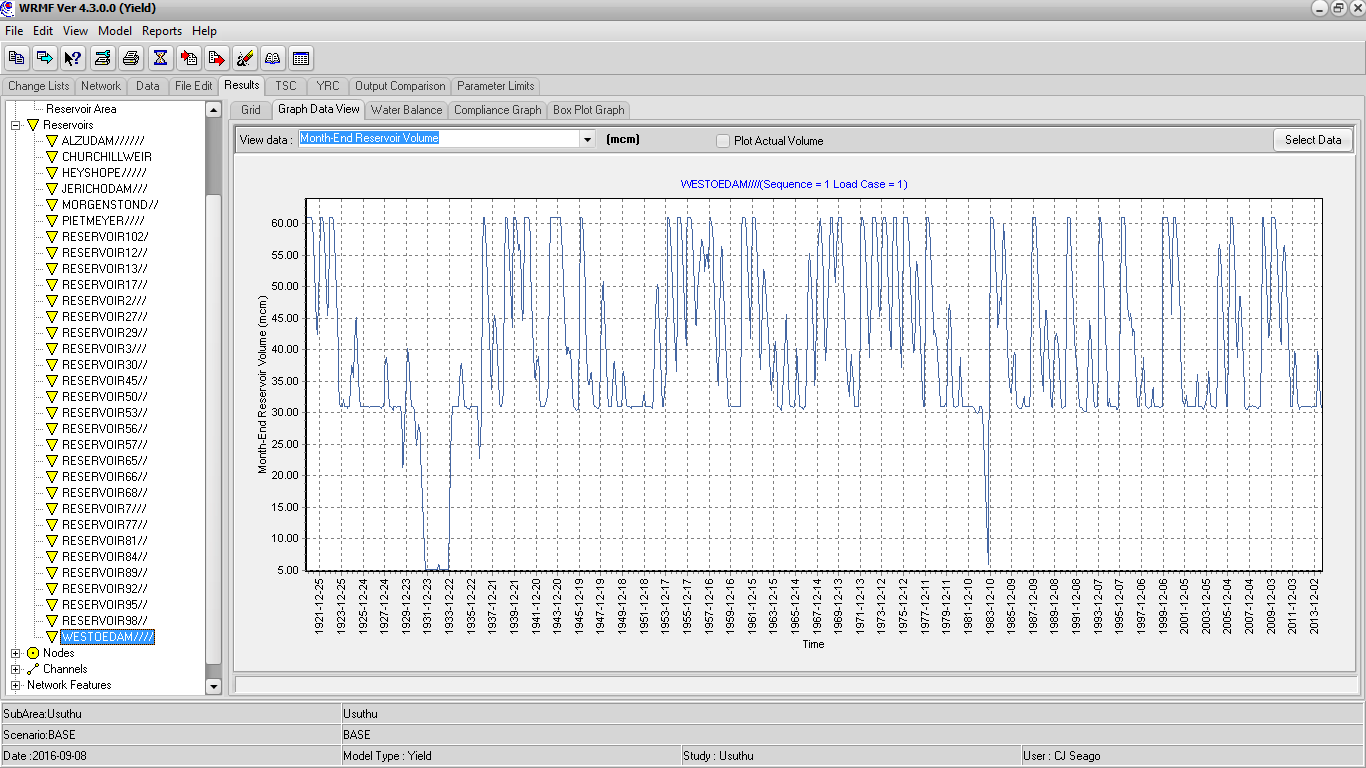 WRMF Ver 4.3.0.0 (Yield)
File Edit View Model Reports Help
Change Lists Network Data File Edit Results TSC YRC Output Comparison Parameter Limits
Grid Graph Data View Water Balance Compliance Graph Box Plot Graph
View data : Month-End Reservoir Volume (mcm) Plot Actual Volume Select Data
Reservoir Area
Reservoirs
ALZUDAM//////
CHURCHILLWEIR
HEYSHOPE/////
JERICHODAM///
MORGENSTOND//
PIETMEYER////
RESERVOIR102/
RESERVOIR12//
RESERVOIR13//
RESERVOIR17//
RESERVOIR2///
RESERVOIR27//
RESERVOIR29//
RESERVOIR3///
RESERVOIR30//
RESERVOIR45//
RESERVOIR50//
RESERVOIR53//
RESERVOIR56//
RESERVOIR57//
RESERVOIR65//
RESERVOIR66//
RESERVOIR68//
RESERVOIR7///
RESERVOIR77//
RESERVOIR81//
RESERVOIR84//
RESERVOIR89//
RESERVOIR92//
RESERVOIR95//
RESERVOIR98//
WESTOEDAM////
Nodes
Channels
Network Features
WESTOEDAM////(Sequence = 1 Load Case = 1)
Month-End Reservoir Volume (mcm)
60.00
55.00
50.00
45.00
40.00
35.00
30.00
25.00
20.00
15.00
10.00
5.00
1921-12-25
1923-12-25
1925-12-24
1927-12-24
1929-12-23
1931-12-23
1933-12-22
1935-12-22
1937-12-21
1939-12-21
1941-12-20
1943-12-20
1945-12-19
1947-12-19
1949-12-18
1951-12-18
1953-12-17
1955-12-17
1957-12-16
1959-12-16
1961-12-15
1963-12-15
1965-12-14
1967-12-14
1969-12-13
1971-12-13
1973-12-12
1975-12-12
1977-12-11
1979-12-11
1981-12-10
1983-12-10
1985-12-09
1987-12-09
1989-12-08
1991-12-08
1993-12-07
1995-12-07
1997-12-06
1999-12-06
2001-12-05
2003-12-05
2005-12-04
2007-12-04
2009-12-03
2011-12-03
2013-12-02
Time
SubArea:Usuthu Usuthu
Scenario:BASE BASE
Date :2016-09-08 Model Type : Yield Study : Usuthu User : CJ Seago